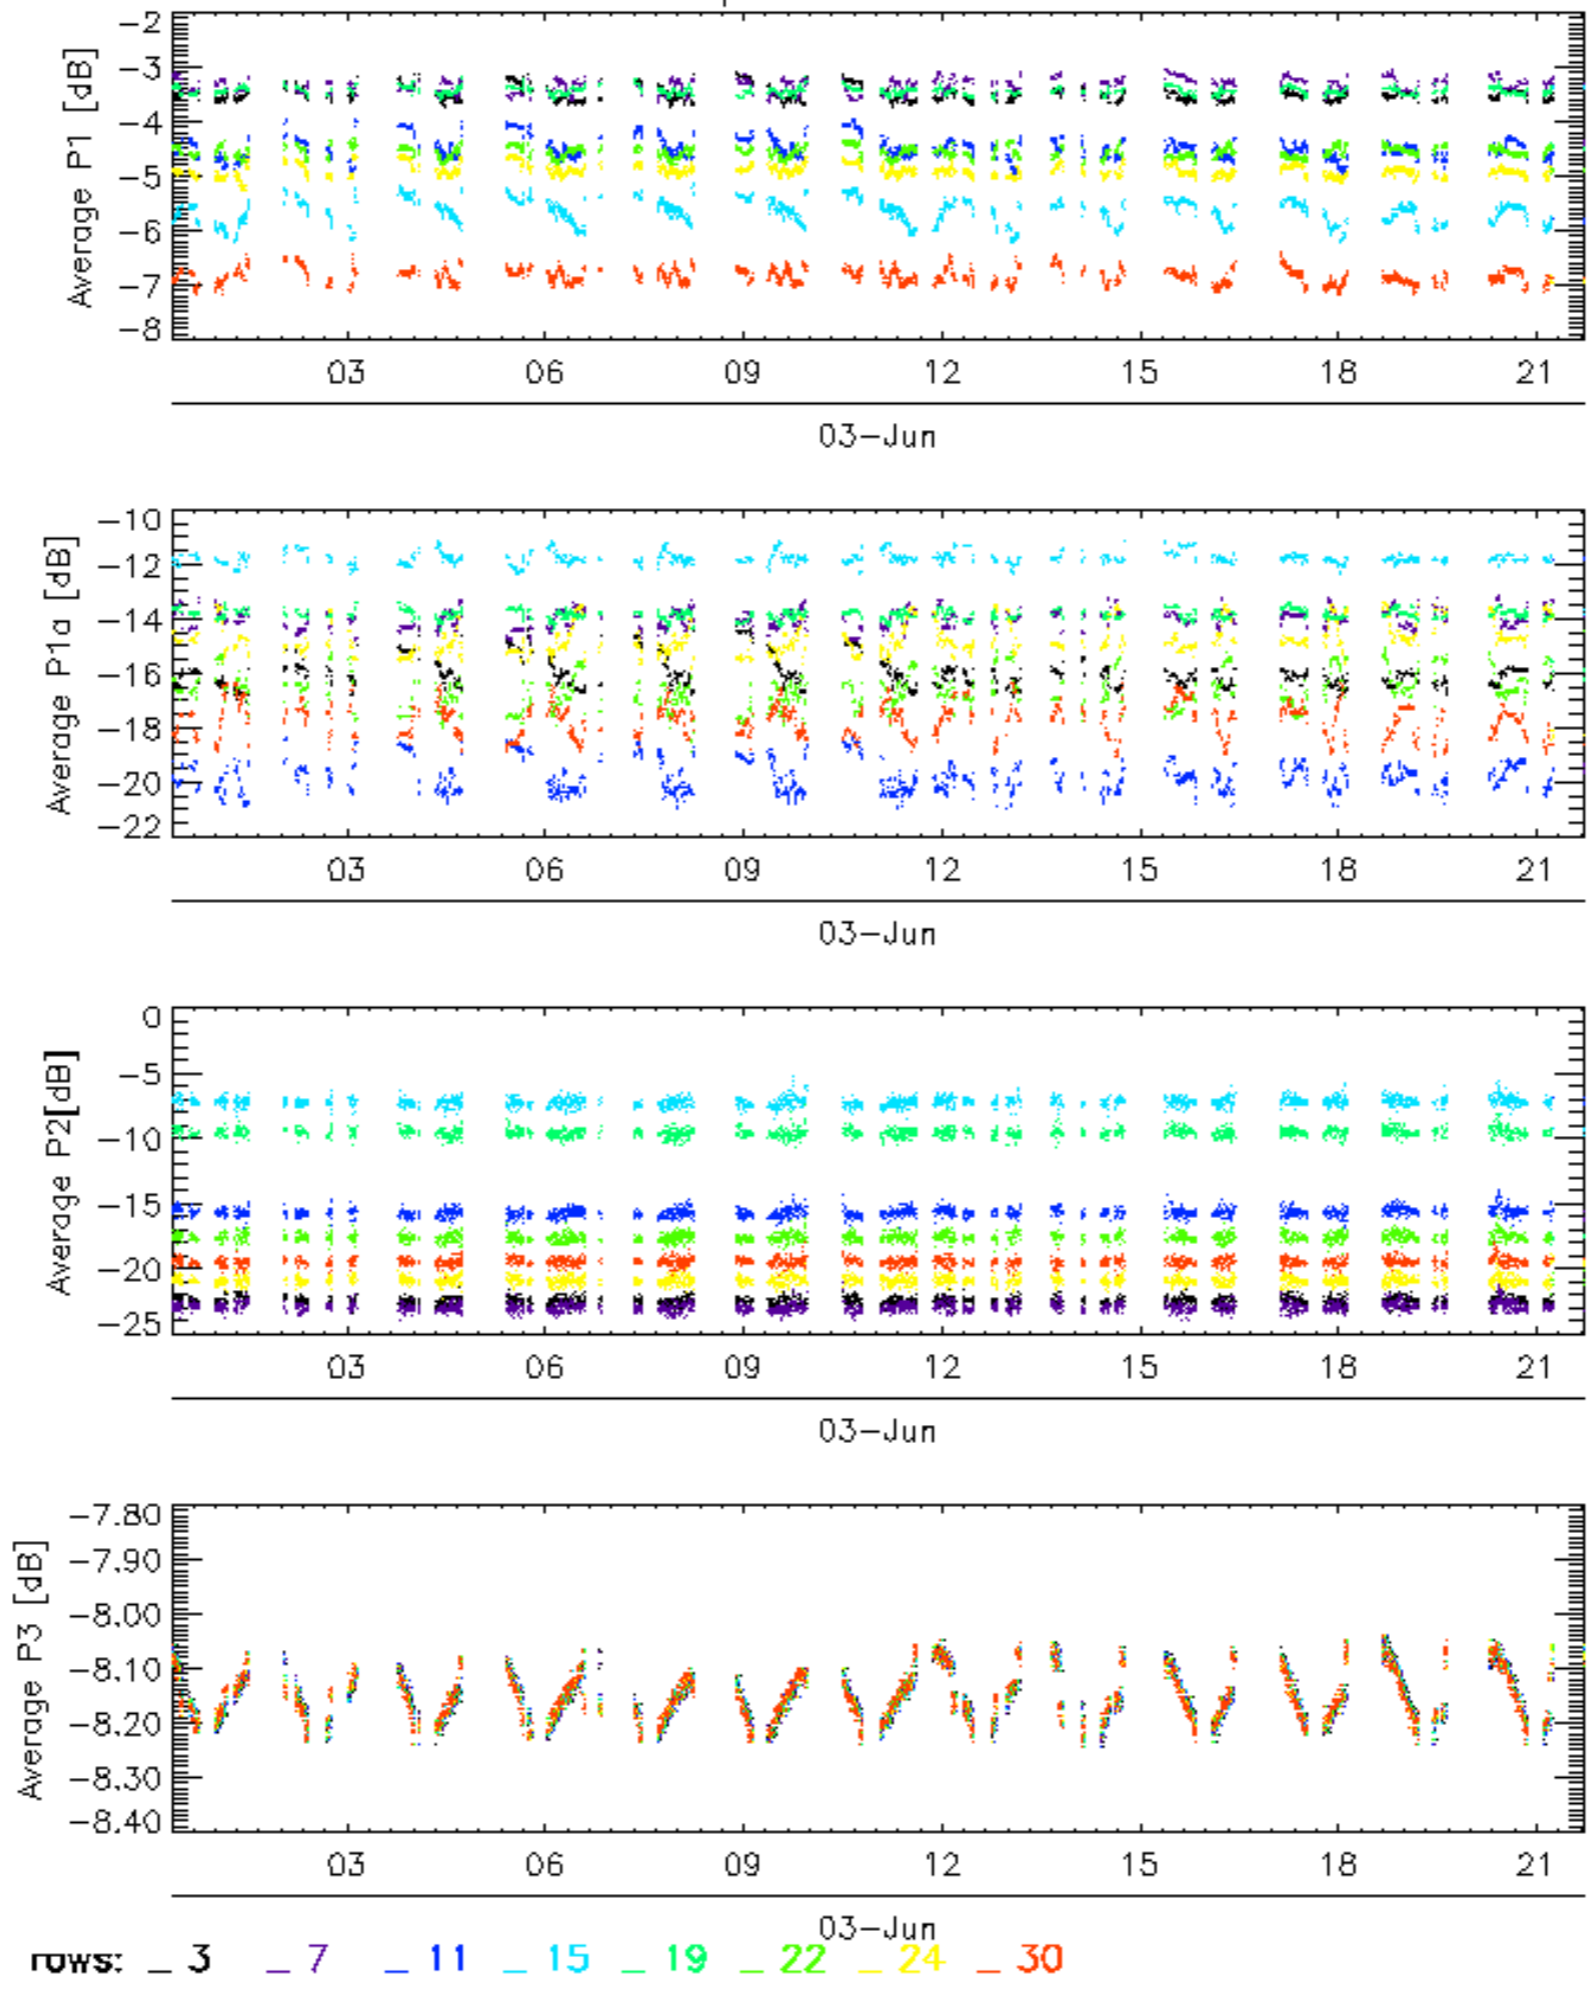 -2
-3
-4
-5
-6
-7
-8
Average P1 [dB]
03 06 09 12 15 18 21
03-Jun
-10
-12
-14
-16
-18
-20
-22
Average P1a [dB]
03 06 09 12 15 18 21
03-Jun
0
-5
-10
-15
-20
-25
Average P2[dB]
03 06 09 12 15 18 21
03-Jun
-7.80
-7.90
-8.00
-8.10
-8.20
-8.30
-8.40
Average P3 [dB]
03 06 09 12 15 18 21
03-Jun
rows: _ 3 _ 7 _ 11 _ 15 _ 19 _ 22 _ 24 _ 30